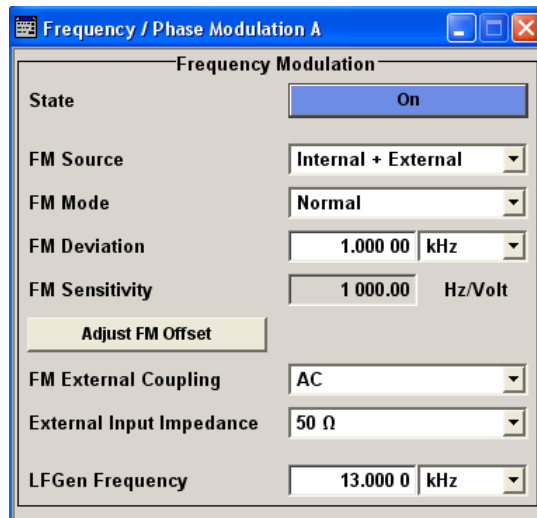 Frequency / Phase Modulation A
Frequency Modulation
State On
FM Source Internal + External
FM Mode Normal
FM Deviation 1.000 00 kHz
FM Sensitivity 1 000.00 Hz/Volt
Adjust FM Offset
FM External Coupling AC
External Input Impedance 50 Ω
LFGen Frequency 13.000 0 kHz